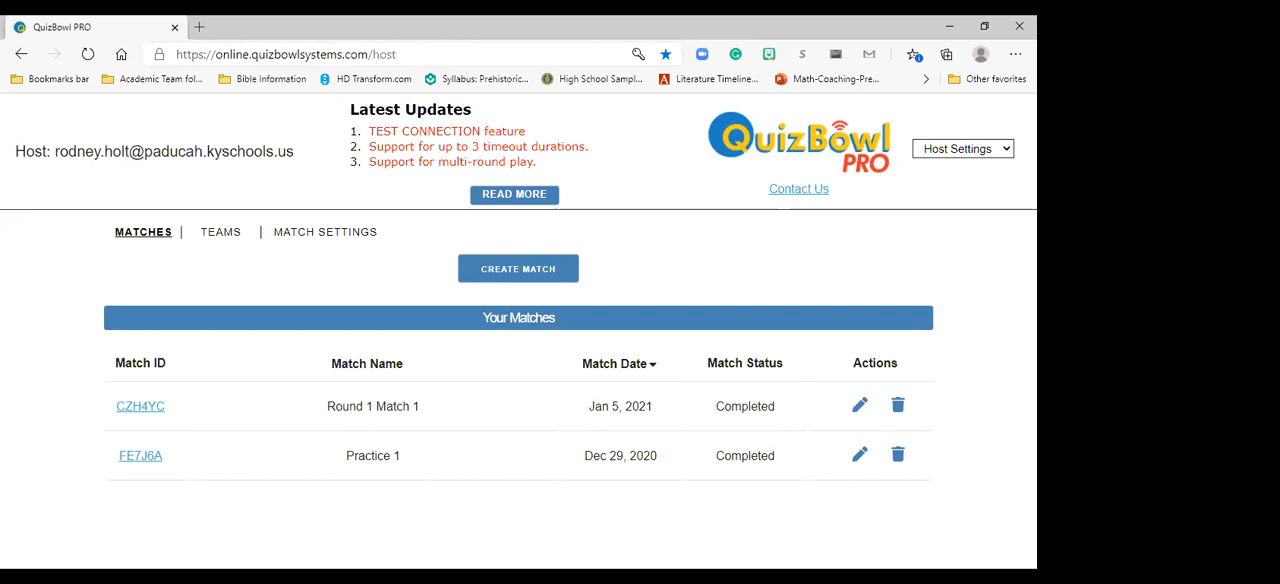 QuizBowl PRO
https://online.quizbowlsystems.com/host
Bookmarks bar Academic Team fol... Bible Information HD Transform.com Syllabus: Prehistoric... High School Sampl... Literature Timeline... Math-Coaching-Pre... Other favorites
Latest Updates
1. TEST CONNECTION feature
2. Support for up to 3 timeout durations.
3. Support for multi-round play.
READ MORE
Host: rodney.holt@paducah.kyschools.us
QuizBowl
PRO
Contact Us
Host Settings
MATCHES | TEAMS | MATCH SETTINGS
CREATE MATCH
Your Matches
Match ID Match Name Match Date Match Status Actions
CZH4YC Round 1 Match 1 Jan 5, 2021 Completed
FE7J6A Practice 1 Dec 29, 2020 Completed